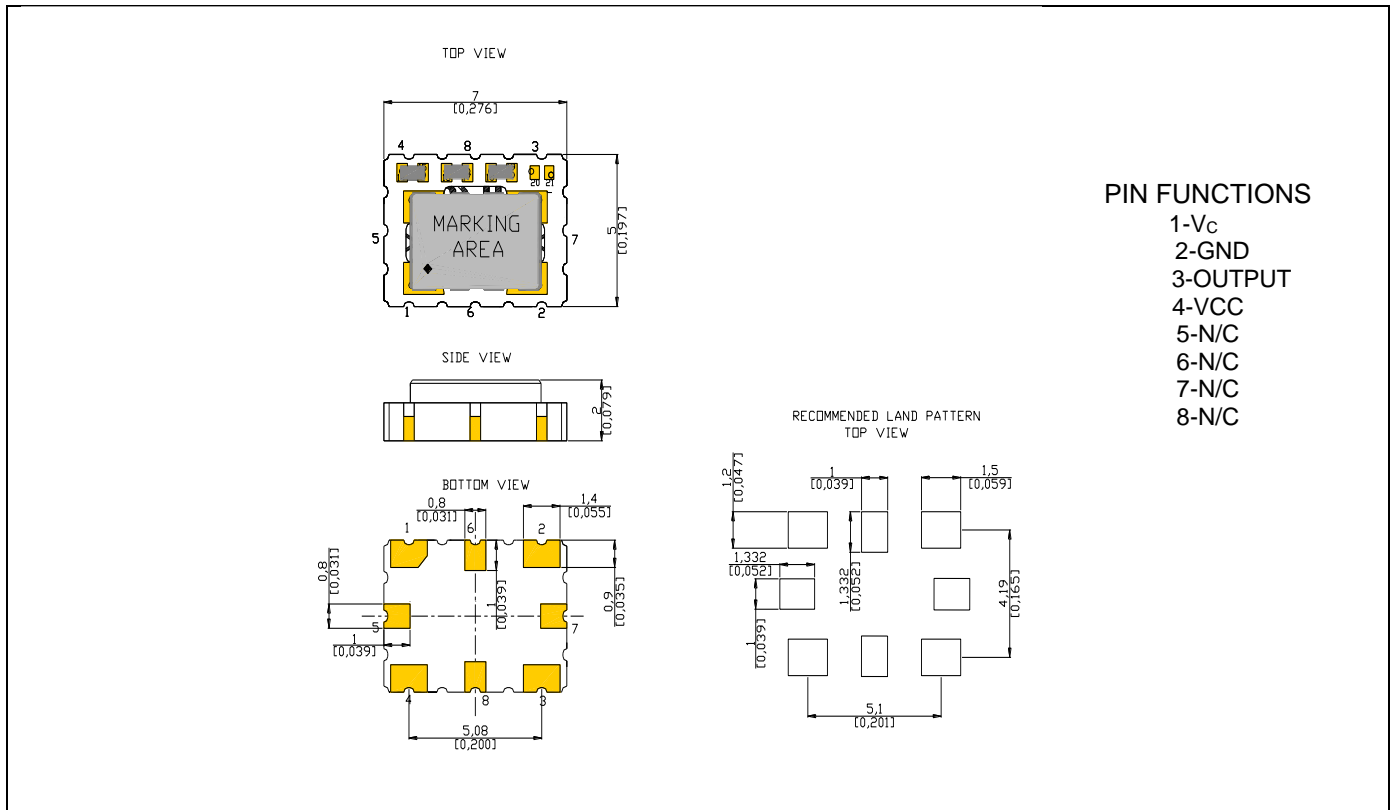 TOP VIEW
7
[0,276]
4 8 3
20 21
5
[0,197]
MARKING
AREA
5 7
1 6 2
SIDE VIEW
2
[0,079]
BOTTOM VIEW
0,8
[0,031]
1,4
[0,055]
1 6 2
0,8
[0,031]
1
[0,039]
0,9
[0,035]
5 7
1
[0,039]
4 8 3
5,08
[0,200]
RECOMMENDED LAND PATTERN
TOP VIEW
1,2
[0,047]
1
[0,039]
1,5
[0,059]
1,332
[0,052]
1,332
[0,052]
1
[0,039]
4,19
[0,165]
5,1
[0,201]
PIN FUNCTIONS
1-Vc
2-GND
3-OUTPUT
4-VCC
5-N/C
6-N/C
7-N/C
8-N/C